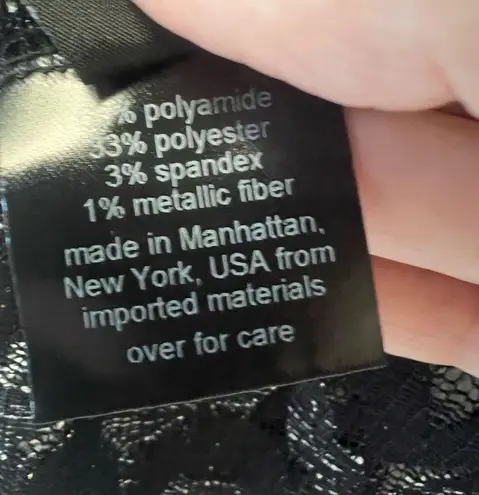 % polyamide
33% polyester
3% spandex
1% metallic fiber
made in Manhattan,
New York, USA from
imported materials
over for care